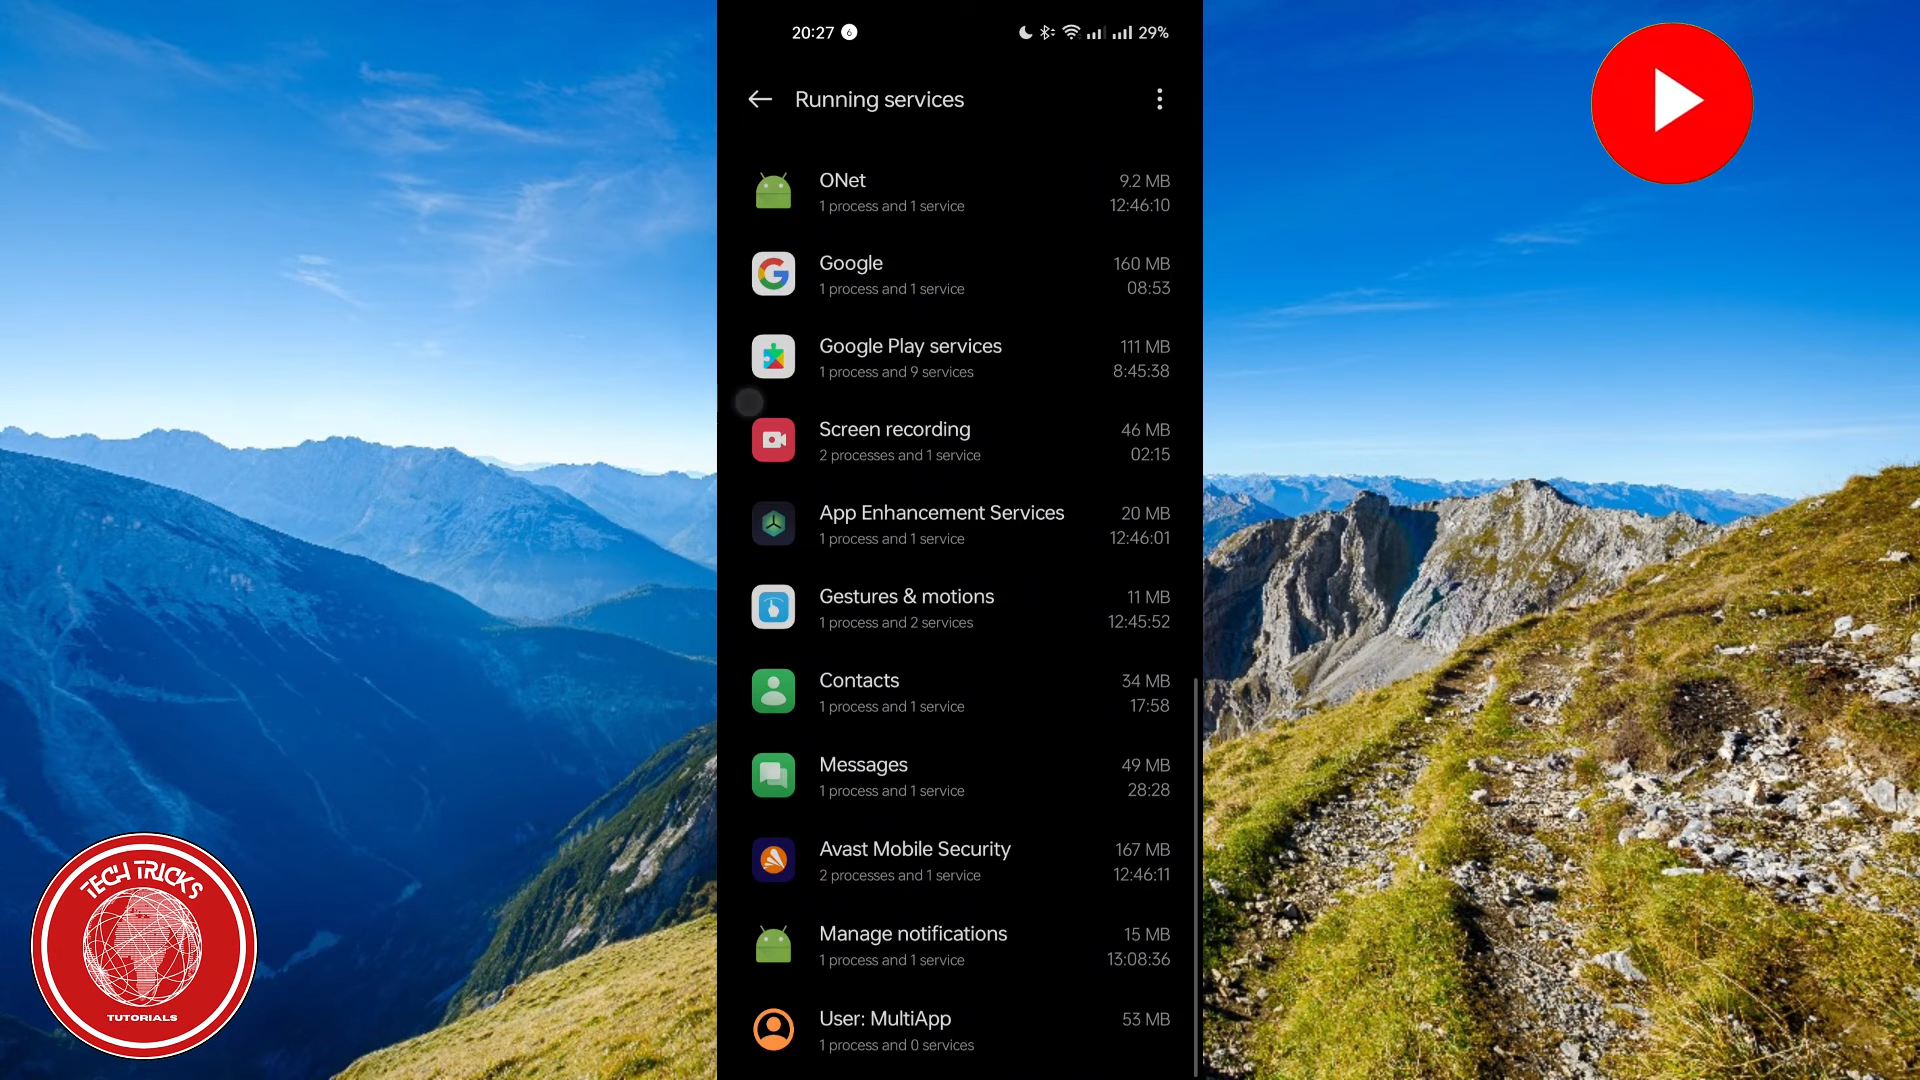 20:27 6 29%
Running services
ONet 9.2 MB
1 process and 1 service 12:46:10
Google 160 MB
1 process and 1 service 08:53
Google Play services 111 MB
1 process and 9 services 8:45:38
Screen recording 46 MB
2 processes and 1 service 02:15
App Enhancement Services 20 MB
1 process and 1 service 12:46:01
Gestures & motions 11 MB
1 process and 2 services 12:45:52
Contacts 34 MB
1 process and 1 service 17:58
Messages 49 MB
1 process and 1 service 28:28
Avast Mobile Security 167 MB
2 processes and 1 service 12:46:11
Manage notifications 15 MB
1 process and 1 service 13:08:36
User: MultiApp 53 MB
1 process and 0 services
TECH TRICKS
TUTORIALS